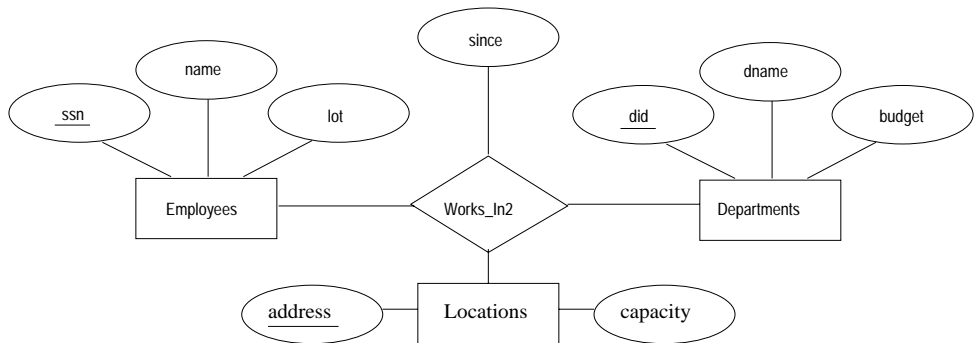 since
name
dname
ssn
lot
did
budget
Employees
Works_In2
Departments
address
Locations
capacity